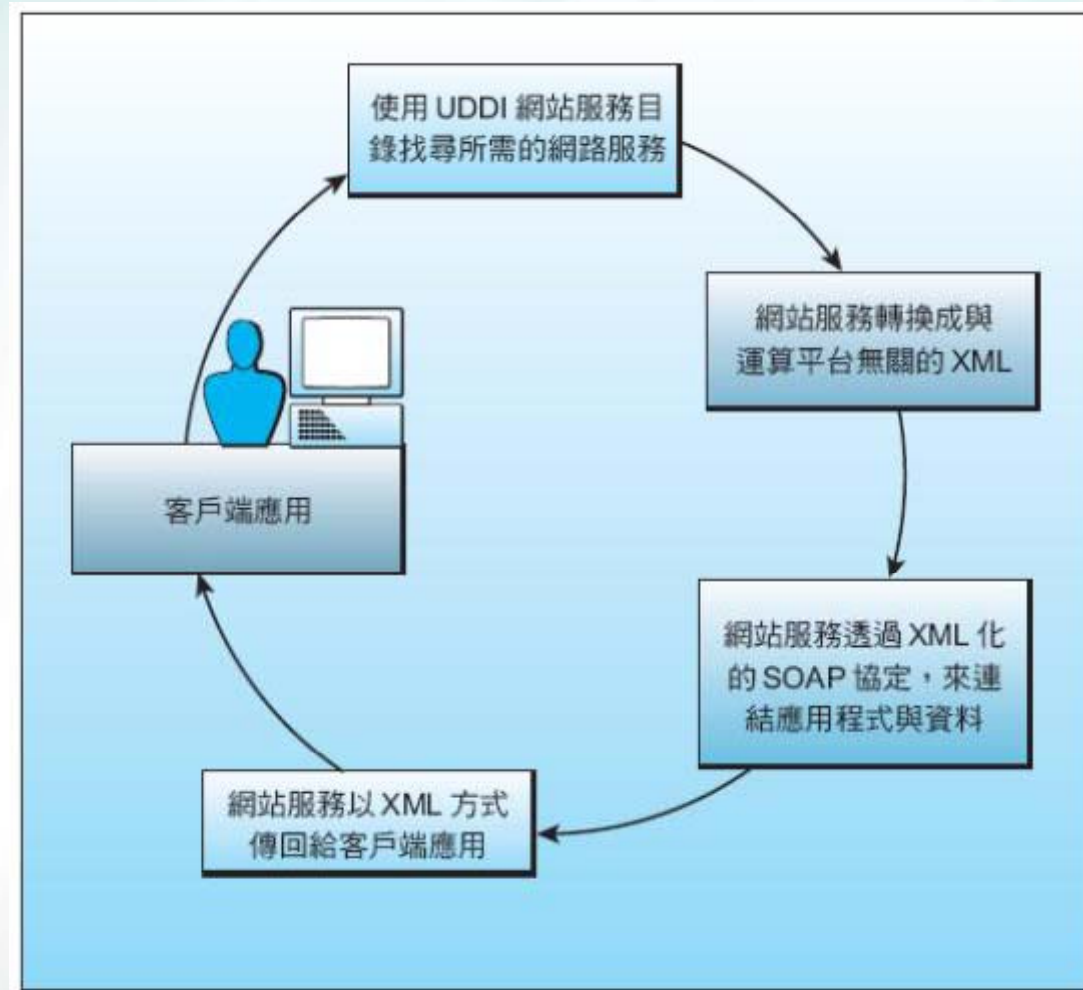 使用 UDDI 網站服務目
錄找尋所需的網路服務
網站服務轉換成與
運算平台無關的 XML
網站服務透過 XML 化
的 SOAP 協定，來連
結應用程式與資料
網站服務以 XML 方式
傳回給客戶端應用
客戶端應用